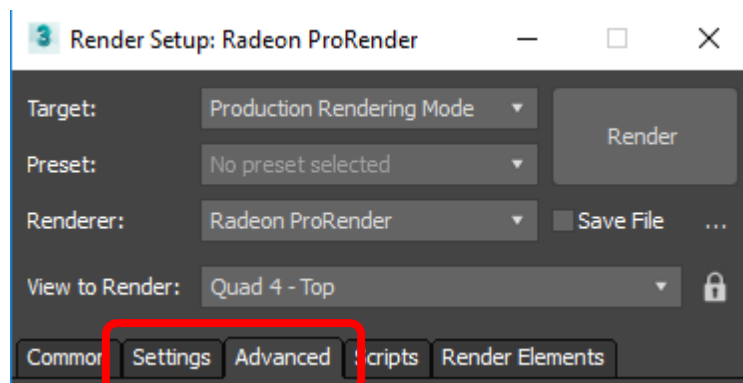 3 Render Setup: Radeon ProRender
Target: Production Rendering Mode
Render
Preset: No preset selected
Renderer: Radeon ProRender Save File ...
View to Render: Quad 4 - Top
Common Settings Advanced Scripts Render Elements